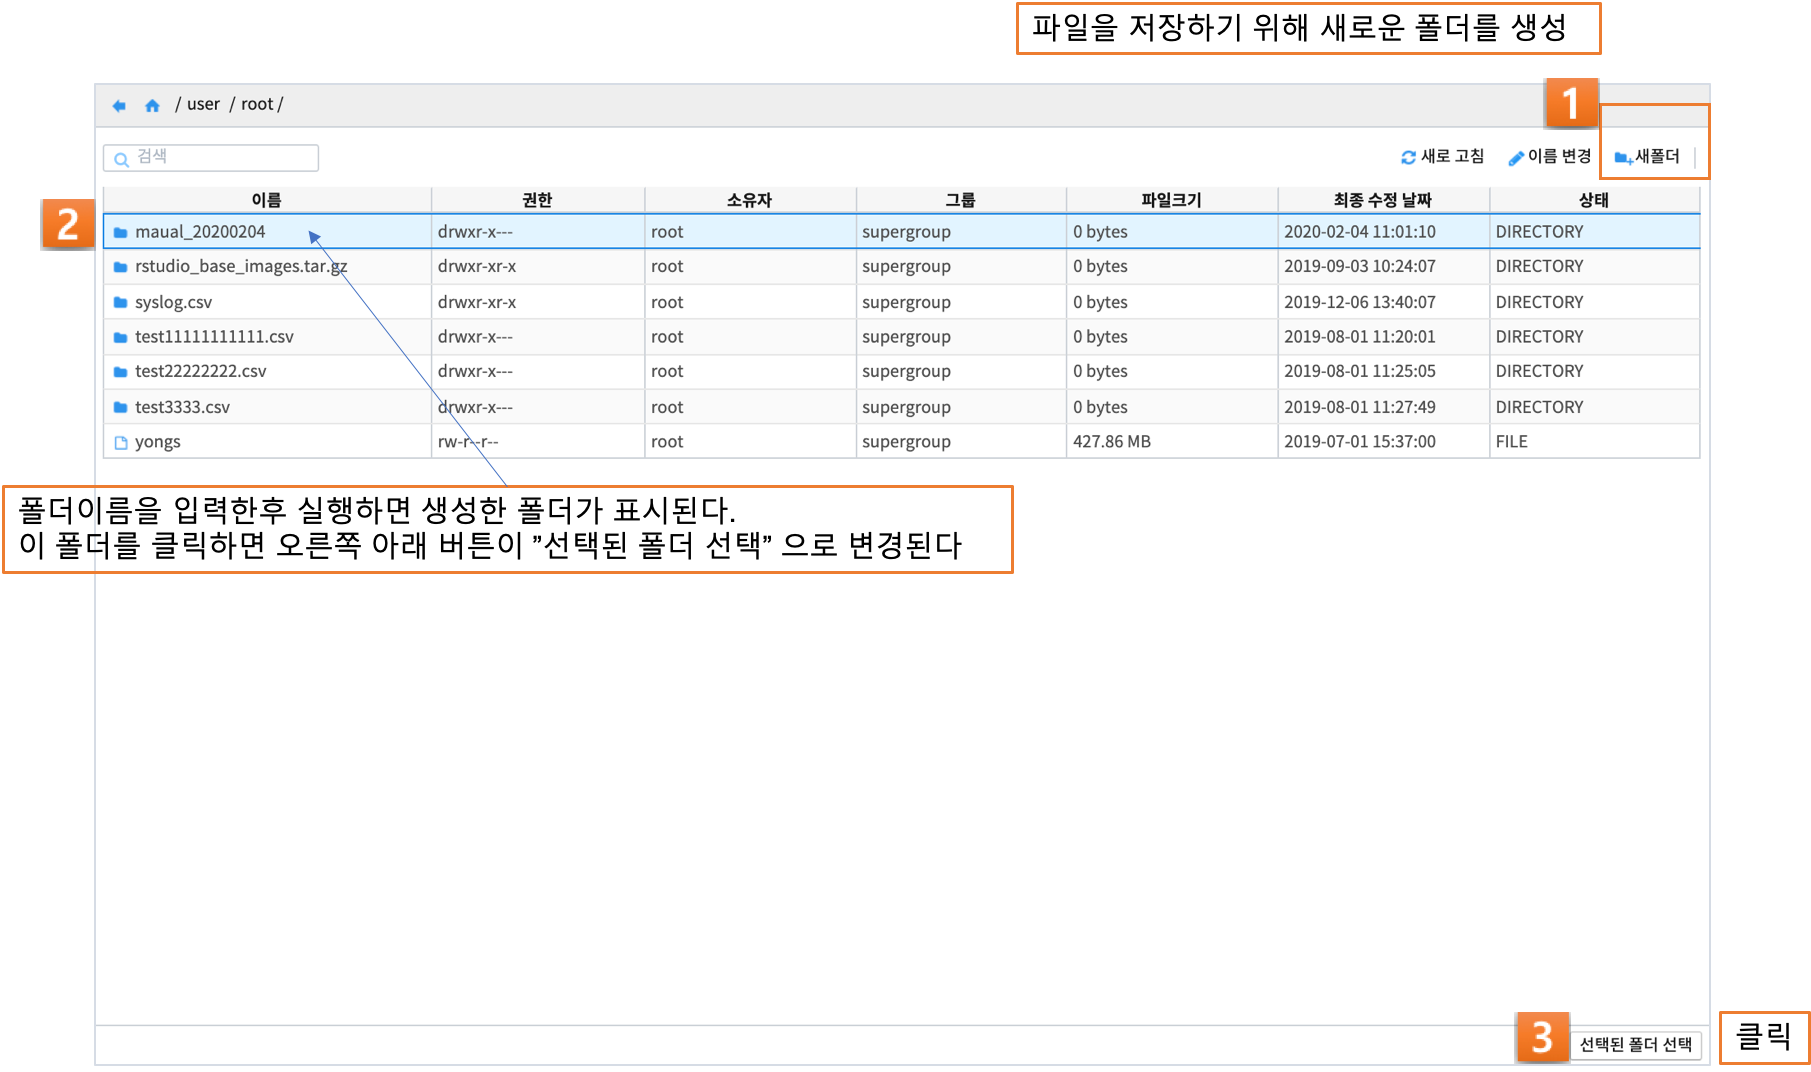 파일을 저장하기 위해 새로운 폴더를 생성
1
/ user / root /
검색
새로 고침 이름 변경 새폴더
이름 권한 소유자 그룹 파일크기 최종 수정 날짜 상태
2
maual_20200204 drwxr-x--- root supergroup 0 bytes 2020-02-04 11:01:10 DIRECTORY
rstudio_base_images.tar.gz drwxr-xr-x root supergroup 0 bytes 2019-09-03 10:24:07 DIRECTORY
syslog.csv drwxr-xr-x root supergroup 0 bytes 2019-12-06 13:40:07 DIRECTORY
test11111111111.csv drwxr-x--- root supergroup 0 bytes 2019-08-01 11:20:01 DIRECTORY
test22222222.csv drwxr-x--- root supergroup 0 bytes 2019-08-01 11:25:05 DIRECTORY
test3333.csv drwxr-x--- root supergroup 0 bytes 2019-08-01 11:27:49 DIRECTORY
yongs rw-r--r-- root supergroup 427.86 MB 2019-07-01 15:37:00 FILE
폴더이름을 입력한후 실행하면 생성한 폴더가 표시된다.
이 폴더를 클릭하면 오른쪽 아래 버튼이 ”선택된 폴더 선택” 으로 변경된다
3
선택된 폴더 선택
클릭